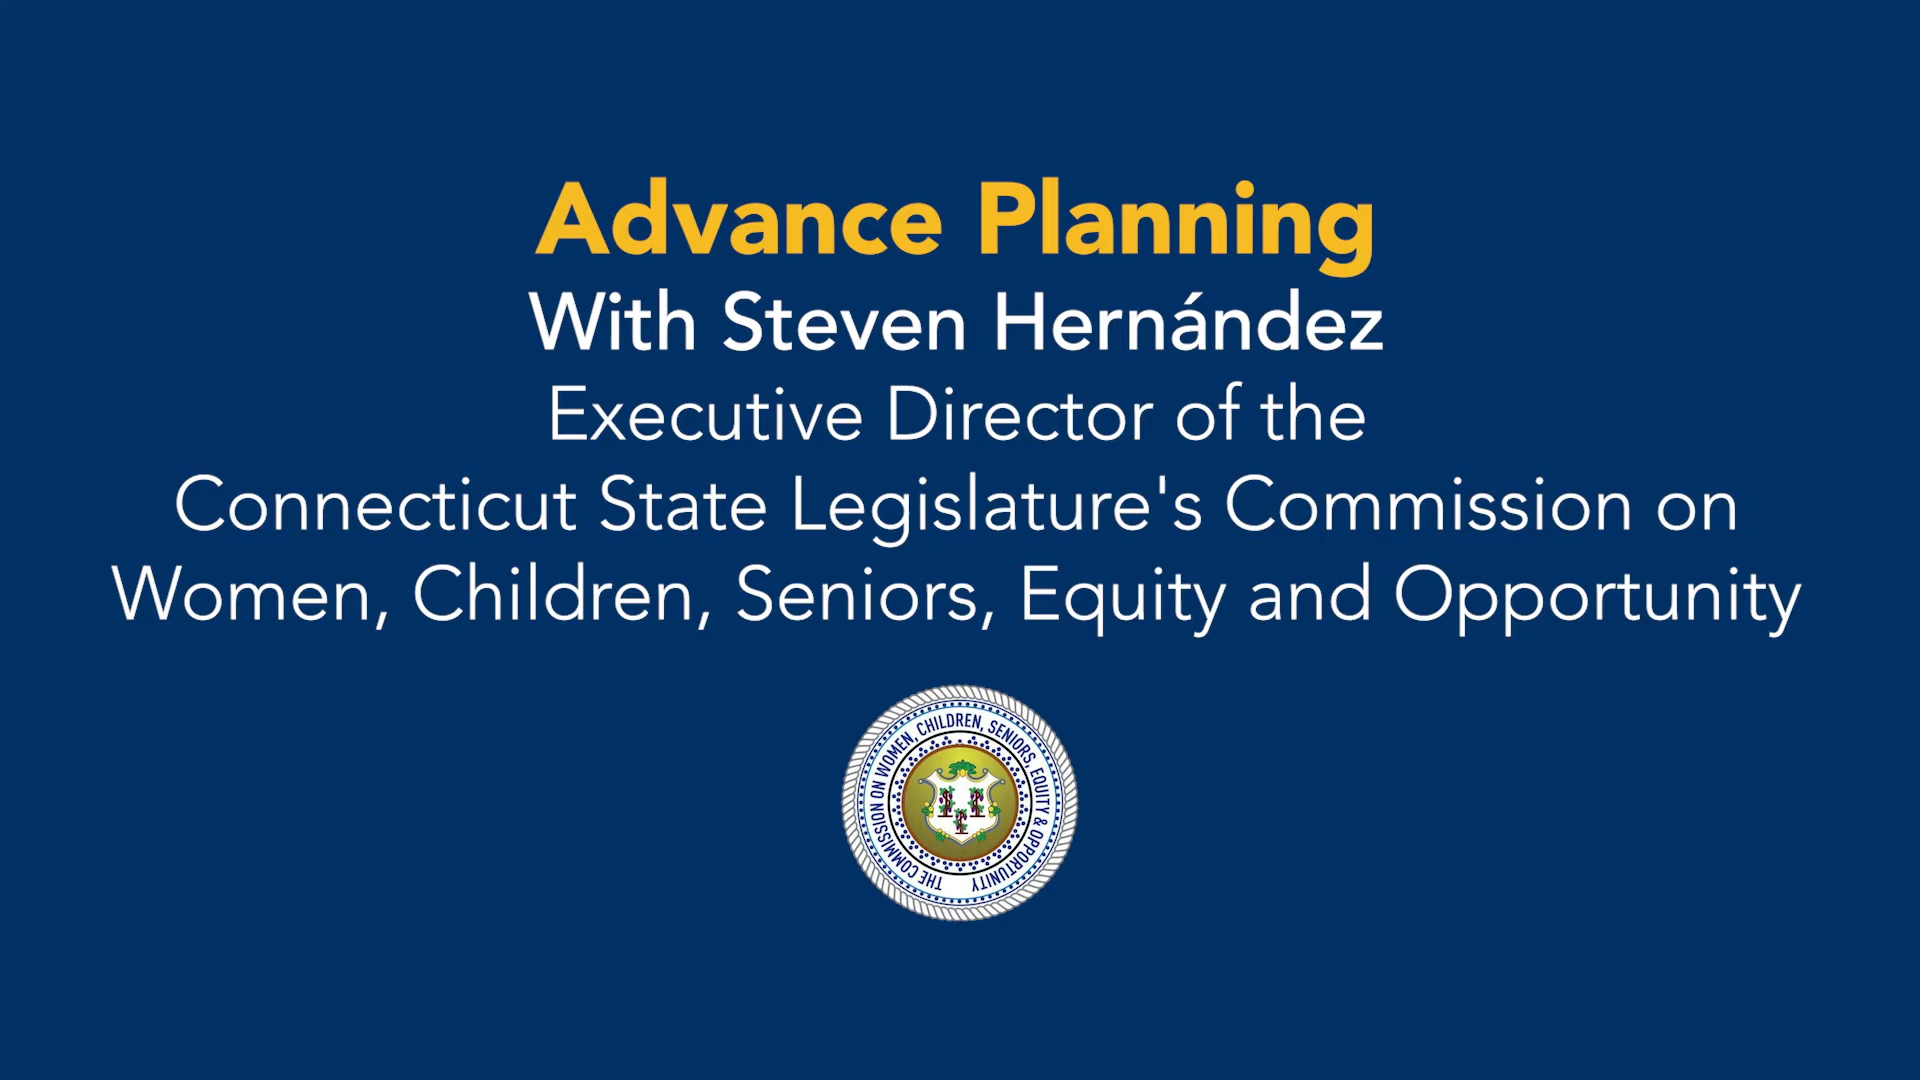 Advance Planning
With Steven Hernández
Executive Director of the
Connecticut State Legislature's Commission on
Women, Children, Seniors, Equity and Opportunity
THE COMMISSION ON WOMEN, CHILDREN, SENIORS, EQUITY & OPPORTUNITY